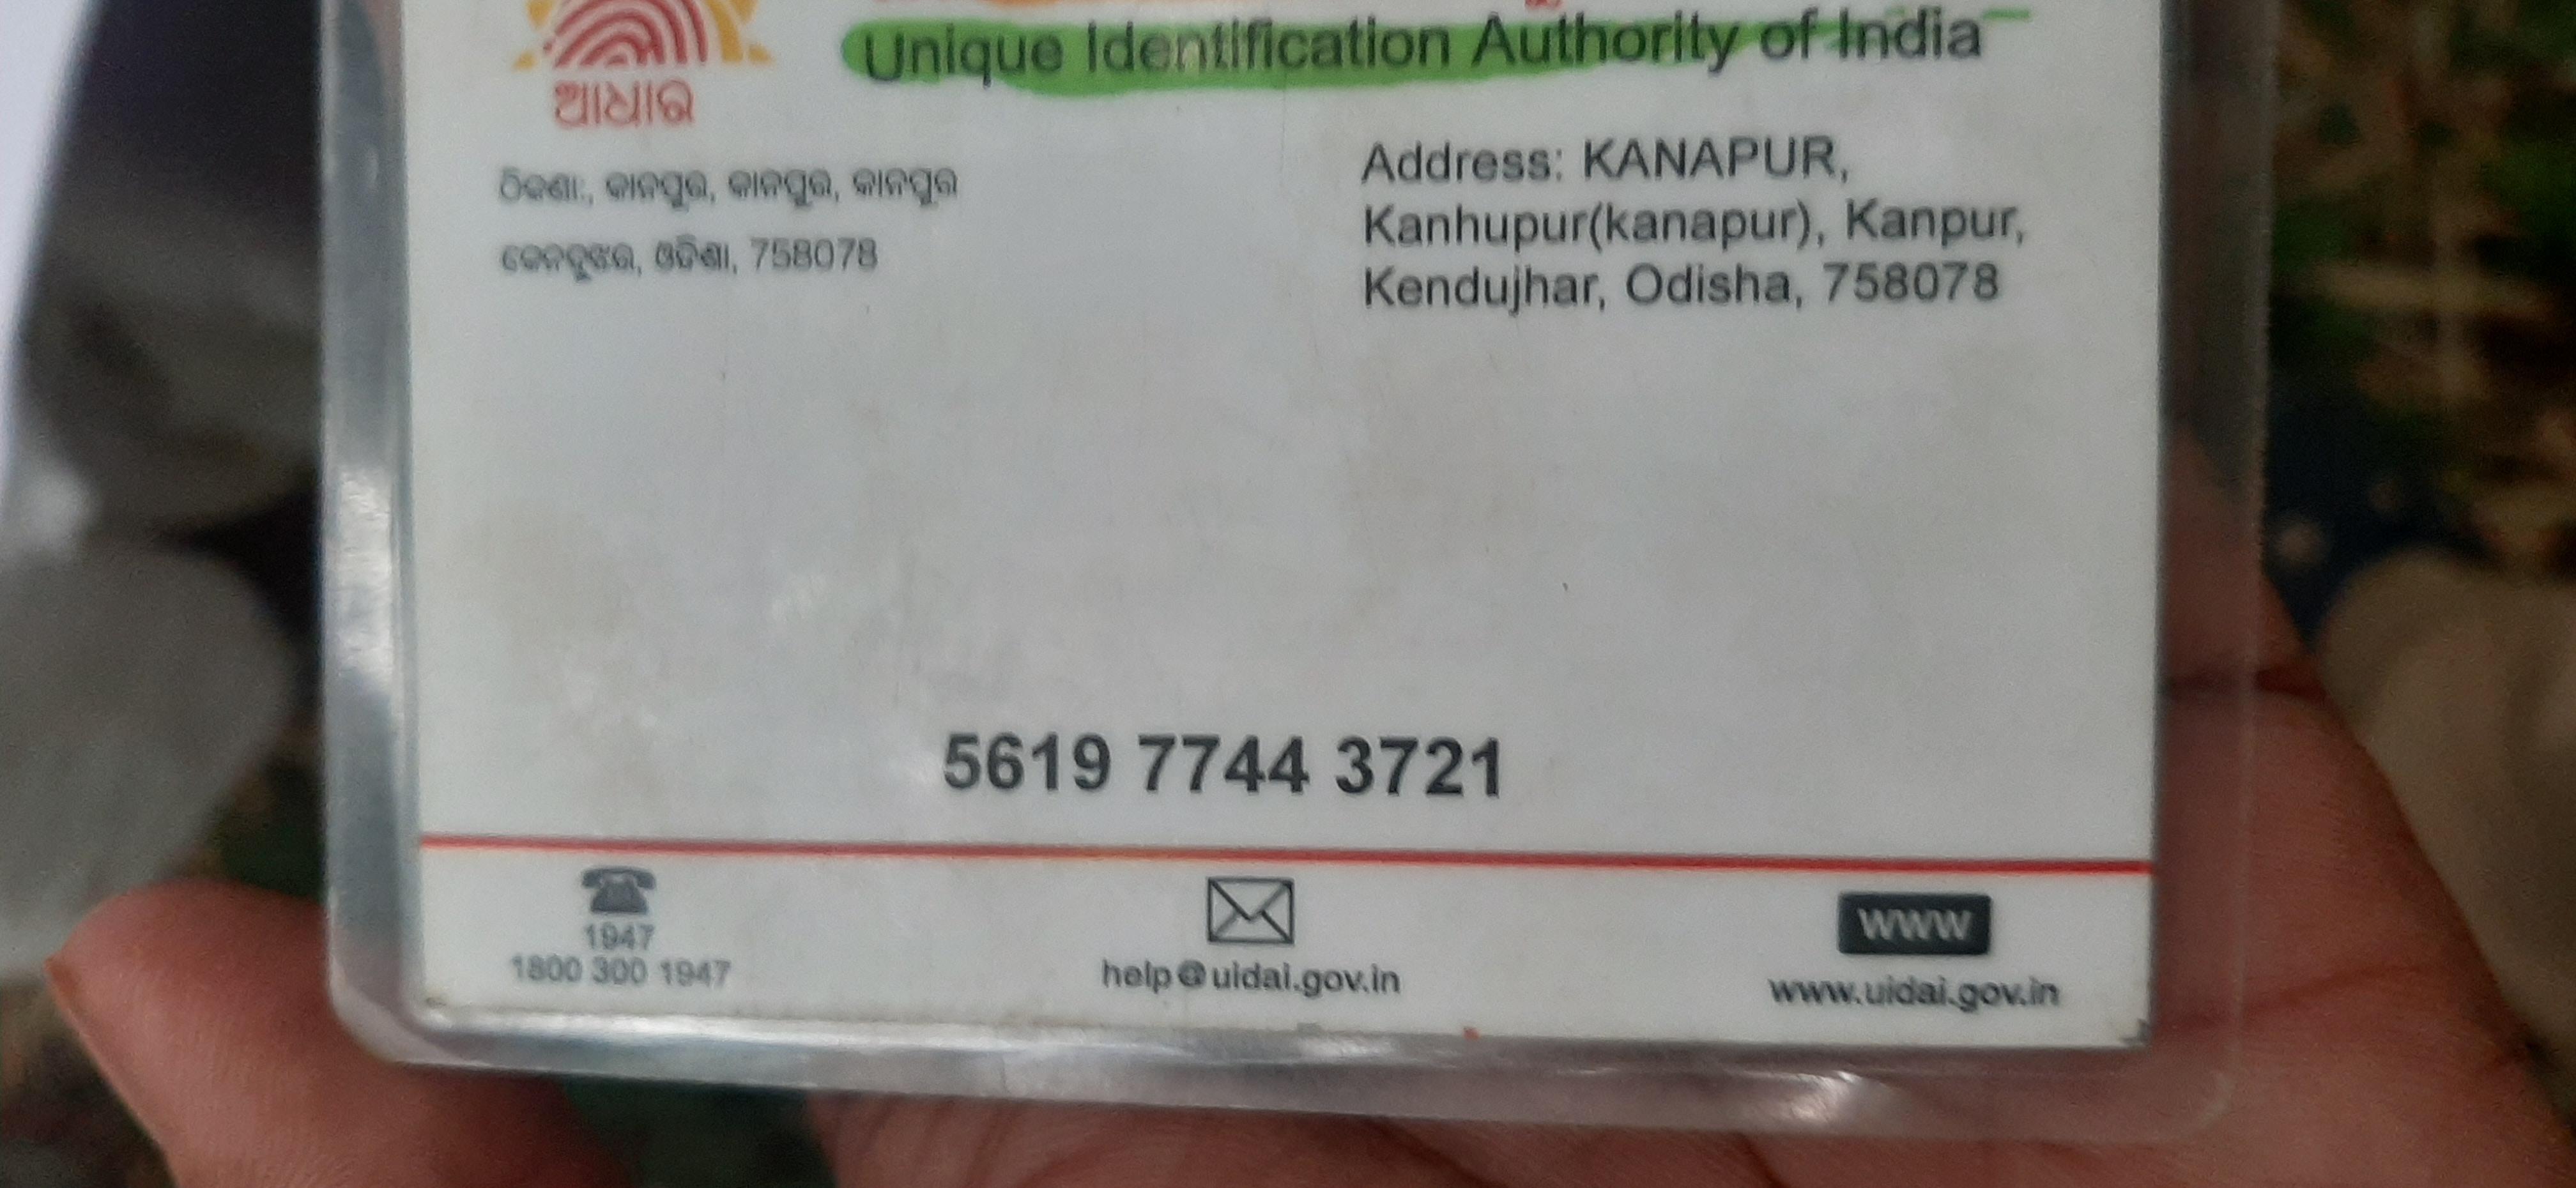 Unique Identification Authority of India
ଆଧାର
ଠିକଣା:, କାନପୁର, କାନପୁର, କାନପୁର
କେନ୍ଦୁଝର, ଓଡିଶା, 758078
Address: KANAPUR,
Kanhupur(kanapur), Kanpur,
Kendujhar, Odisha, 758078
5619 7744 3721
1947
1800 300 1947
help@uidai.gov.in
www
www.uidai.gov.in